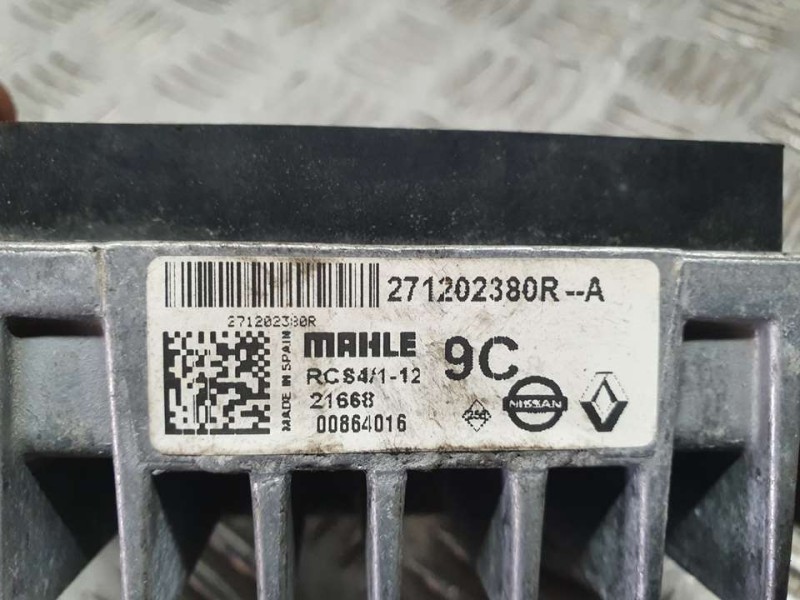 271202380R--A
271202380R
MADE IN SPAIN
MAHLE
9C
RCS4/1-12
21668
00864016
NISSAN